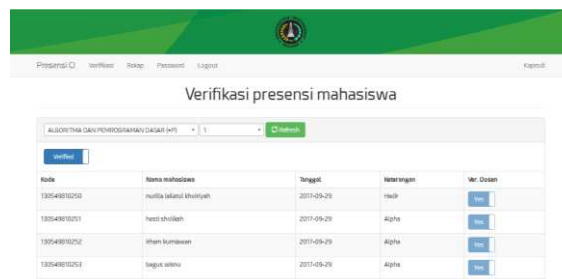 Presensi O Verifikasi Rekap Password Logout Kaprodi
Verifikasi presensi mahasiswa
ALGORITMA DAN PEMROGRAMAN DASAR (+P) 1 Refresh
Verified
Kode Nama mahasiswa Tanggal Keterangan Ver. Dosen
130549810250 nurilla lailatul khoiriyah 2017-09-29 Hadir Yes
130549810251 hesti sholikah 2017-09-29 Alpha Yes
130549810252 ilham kurniawan 2017-09-29 Alpha Yes
130549810253 bagus 2017-09-29 Alpha Yes